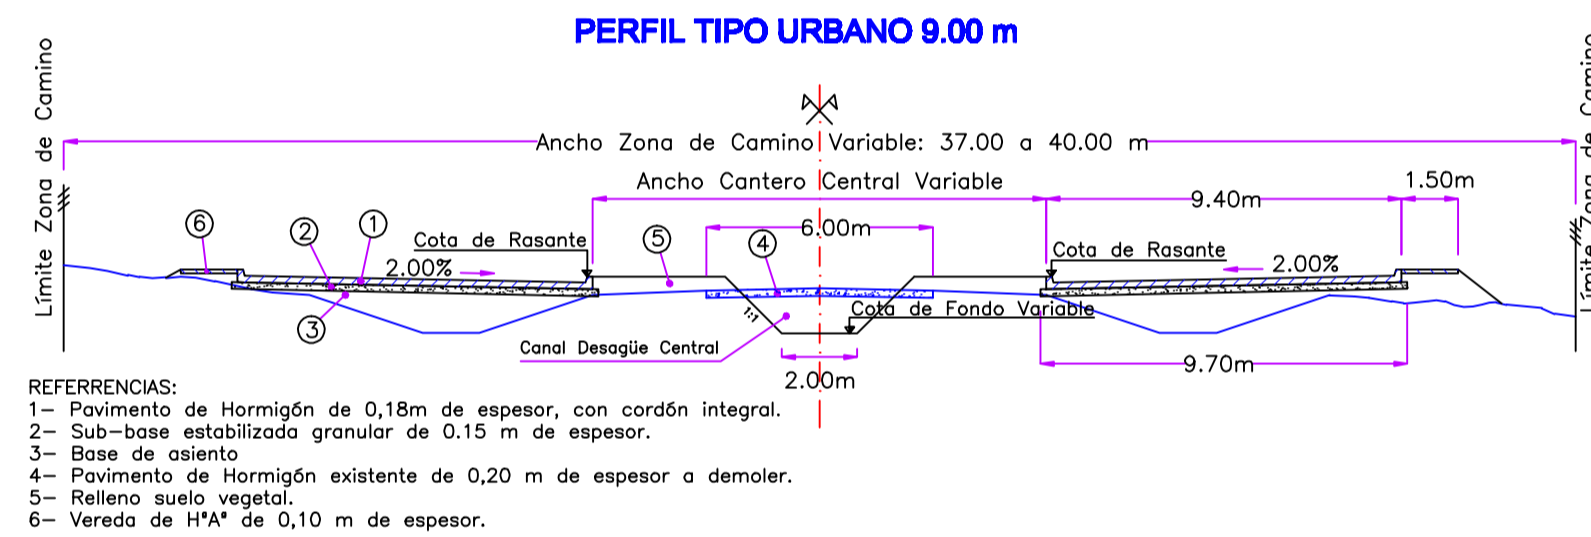 PERFIL TIPO URBANO 9.00 m
Límite Zona de Camino
Límite Zona de Camino
Ancho Zona de Camino Variable: 37.00 a 40.00 m
Ancho Cantero Central Variable
9.40m
1.50m
6.00m
6
2
1
5
4
3
Cota de Rasante
Cota de Rasante
2.00%
2.00%
1:1
Cota de Fondo Variable
Canal Desagüe Central
2.00m
9.70m
REFERRENCIAS:
1- Pavimento de Hormigón de 0,18m de espesor, con cordón integral.
2- Sub-base estabilizada granular de 0.15 m de espesor.
3- Base de asiento
4- Pavimento de Hormigón existente de 0,20 m de espesor a demoler.
5- Relleno suelo vegetal.
6- Vereda de HºAº de 0,10 m de espesor.